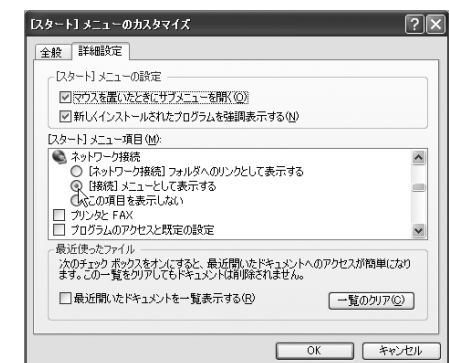 [スタート] メニューのカスタマイズ
全般 詳細設定
[スタート] メニューの設定
マウスを置いたときにサブメニューを開く(O)
新しくインストールされたプログラムを強調表示する(N)
[スタート] メニュー項目(M):
ネットワーク接続
[ネットワーク接続] フォルダへのリンクとして表示する
[接続] メニューとして表示する
この項目を表示しない
プリンタと FAX
プログラムのアクセスと既定の設定
最近使ったファイル
次のチェック ボックスをオンにすると、最近開いたドキュメントへのアクセスが簡単になり
ます。この一覧をクリアしてもドキュメントは削除されません。
最近開いたドキュメントを一覧表示する(R)
一覧のクリア(C)
OK キャンセル